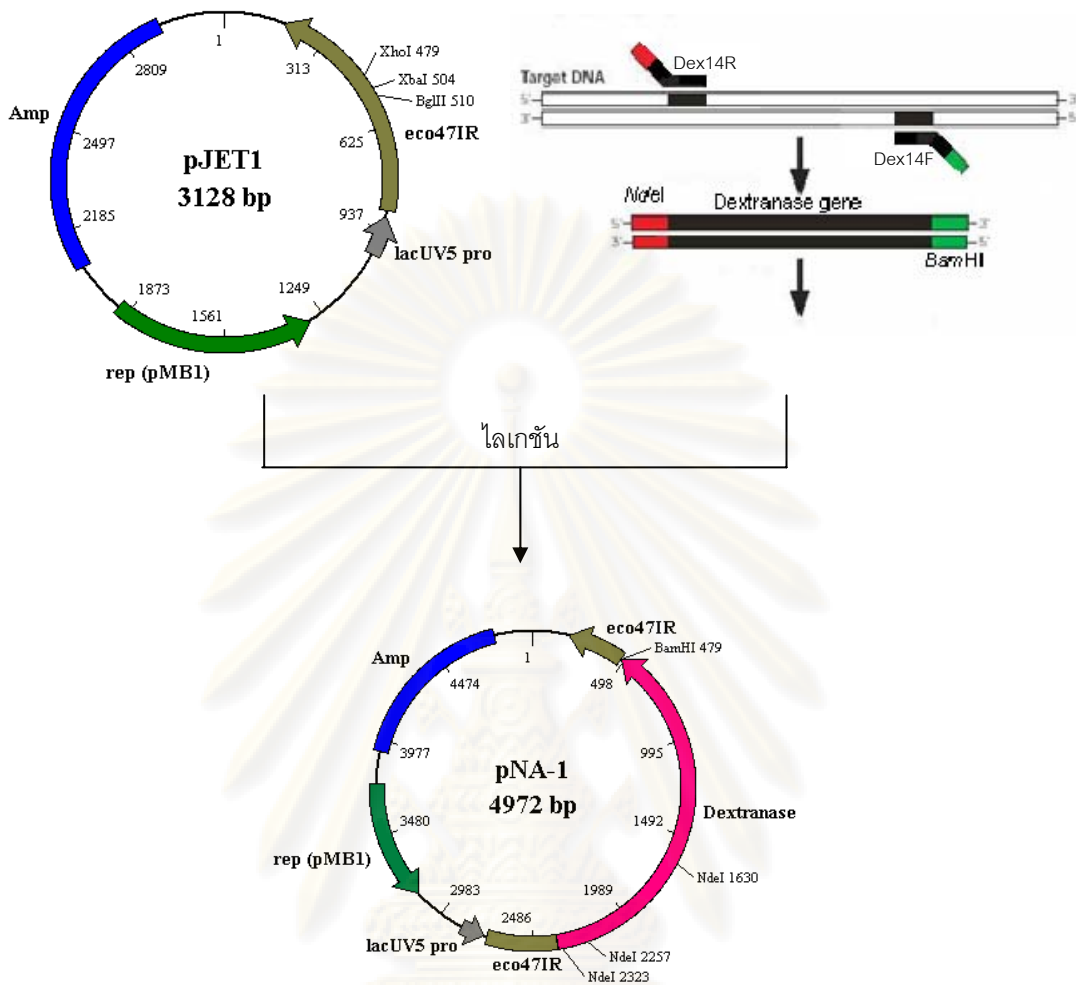 1
2809
313
XhoI 479
XbaI 504
BglII 510
Amp
eco47IR
2497
625
pJET1
3128 bp
2185
937
lacUV5 pro
1873
1249
1561
rep (pMB1)
Dex14R
Target DNA
5'
3'
3'
5'
Dex14F
NdeI
Dextranase gene
5'
3'
3'
5'
BamHI
ไลเกชัน
eco47IR
BamHI 479
1
Amp
4474
498
3977
995
pNA-1
4972 bp
Dextranase
3480
1492
rep (pMB1)
NdeI 1630
2983
1989
2486
lacUV5 pro
eco47IR
NdeI 2257
NdeI 2323